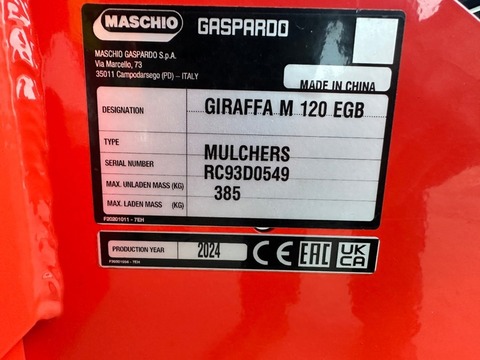 MASCHIO GASPARDO
MASCHIO GASPARDO S.p.A.
Via Marcello, 73
35011 Campodarsego (PD) - ITALY
MADE IN CHINA
DESIGNATION GIRAFFA M 120 EGB
TYPE MULCHERS
SERIAL NUMBER RC93D0549
MAX. UNLADEN MASS (KG) 385
MAX. LADEN MASS (KG)
F20201011 - 7EH
PRODUCTION YEAR 2024 CE EAC UK CA